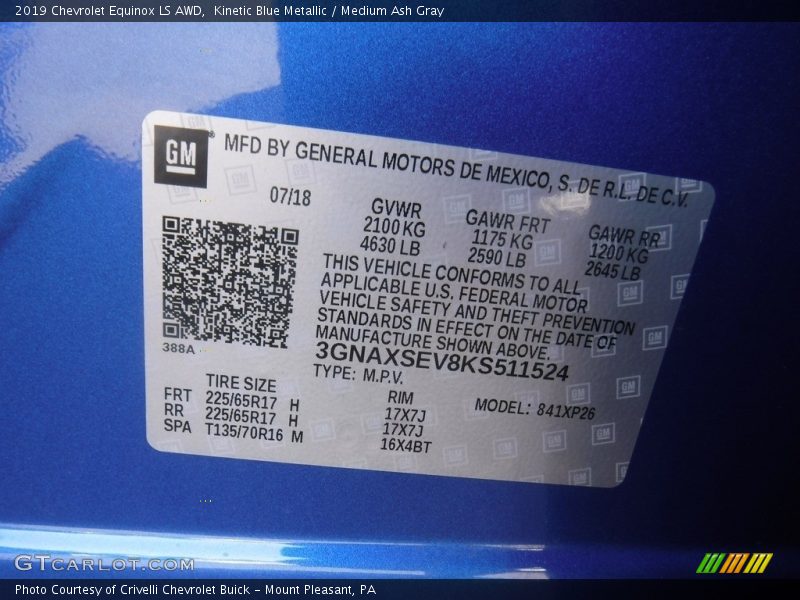 2019 Chevrolet Equinox LS AWD,  Kinetic Blue Metallic / Medium Ash Gray
GM®
MFD BY GENERAL MOTORS DE MEXICO, S. DE R.L. DE C.V.
07/18
GVWR
2100 KG
4630 LB
GAWR FRT
1175 KG
2590 LB
GAWR RR
1200 KG
2645 LB
THIS VEHICLE CONFORMS TO ALL
APPLICABLE U.S. FEDERAL MOTOR
VEHICLE SAFETY AND THEFT PREVENTION
STANDARDS IN EFFECT ON THE DATE OF
MANUFACTURE SHOWN ABOVE.
388A
3GNAXSEV8KS511524
TYPE: M.P.V.
TIRE SIZE RIM
FRT 225/65R17 H 17X7J
RR 225/65R17 H 17X7J
SPA T135/70R16 M 16X4BT
MODEL: 841XP26
GTCARLOT.COM
Photo Courtesy of Crivelli Chevrolet Buick - Mount Pleasant, PA